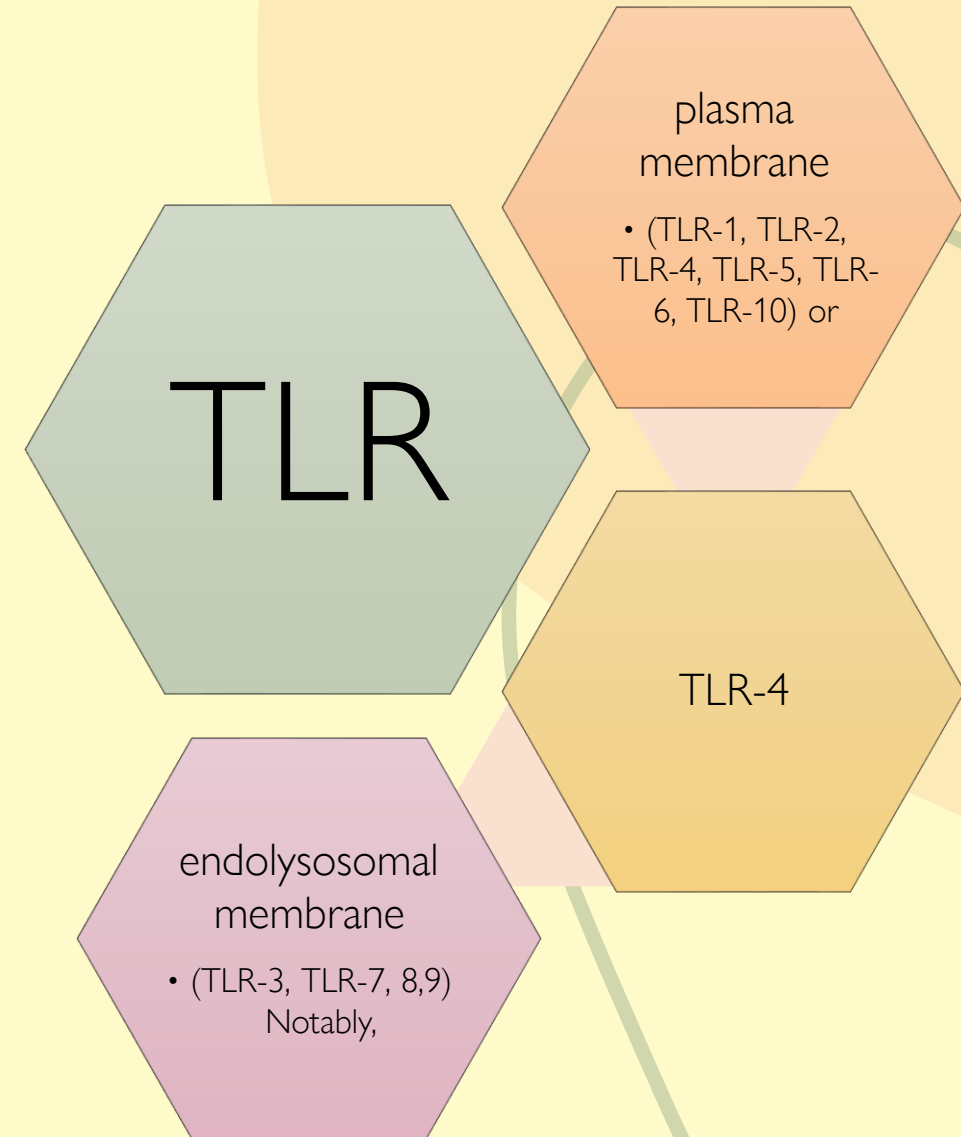 TLR
plasma
membrane
• (TLR-1, TLR-2,
TLR-4, TLR-5, TLR-
6, TLR-10) or
TLR-4
endolysosomal
membrane
• (TLR-3, TLR-7, 8,9)
Notably,